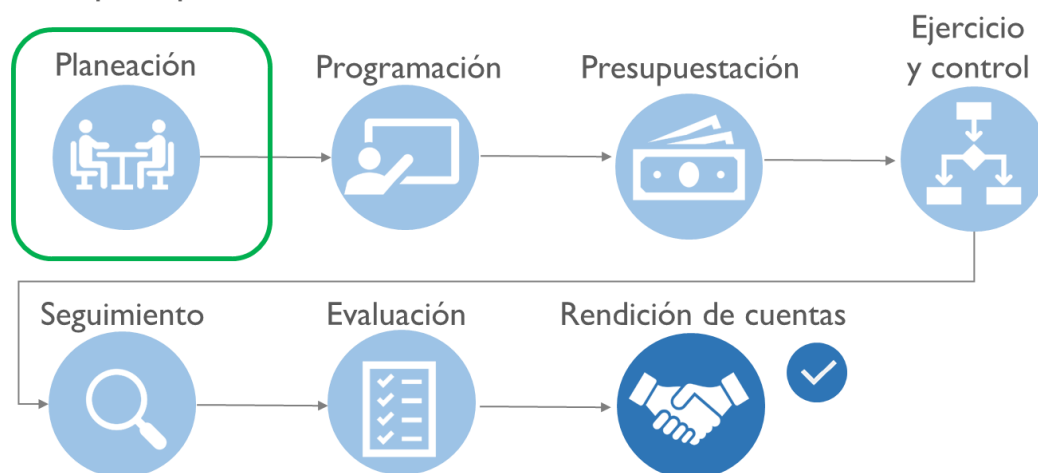 Planeación
Programación
Presupuestación
Ejercicio
y control
Seguimiento
Evaluación
Rendición de cuentas